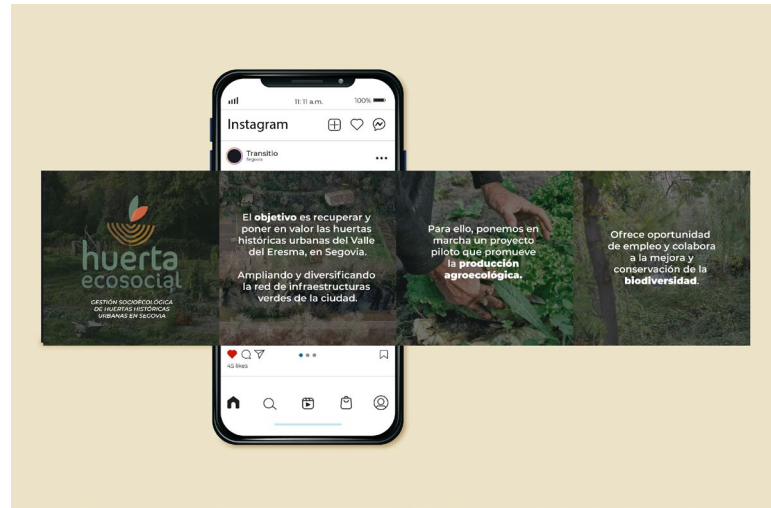 11:11 a.m.
100%
Instagram
Transitio
Segovia
huerta
ecosocial
GESTIÓN SOCIOECOLÓGICA
DE HUERTAS HISTÓRICAS
URBANAS EN SEGOVIA
El objetivo es recuperar y
poner en valor las huertas
históricas urbanas del Valle
del Eresma, en Segovia.
Ampliando y diversificando
la red de infraestructuras
verdes de la ciudad.
Para ello, ponemos en
marcha un proyecto
piloto que promueve
la producción
agroecológica.
Ofrece oportunidad
de empleo y colabora
a la mejora y
conservación de la
biodiversidad.
45 likes